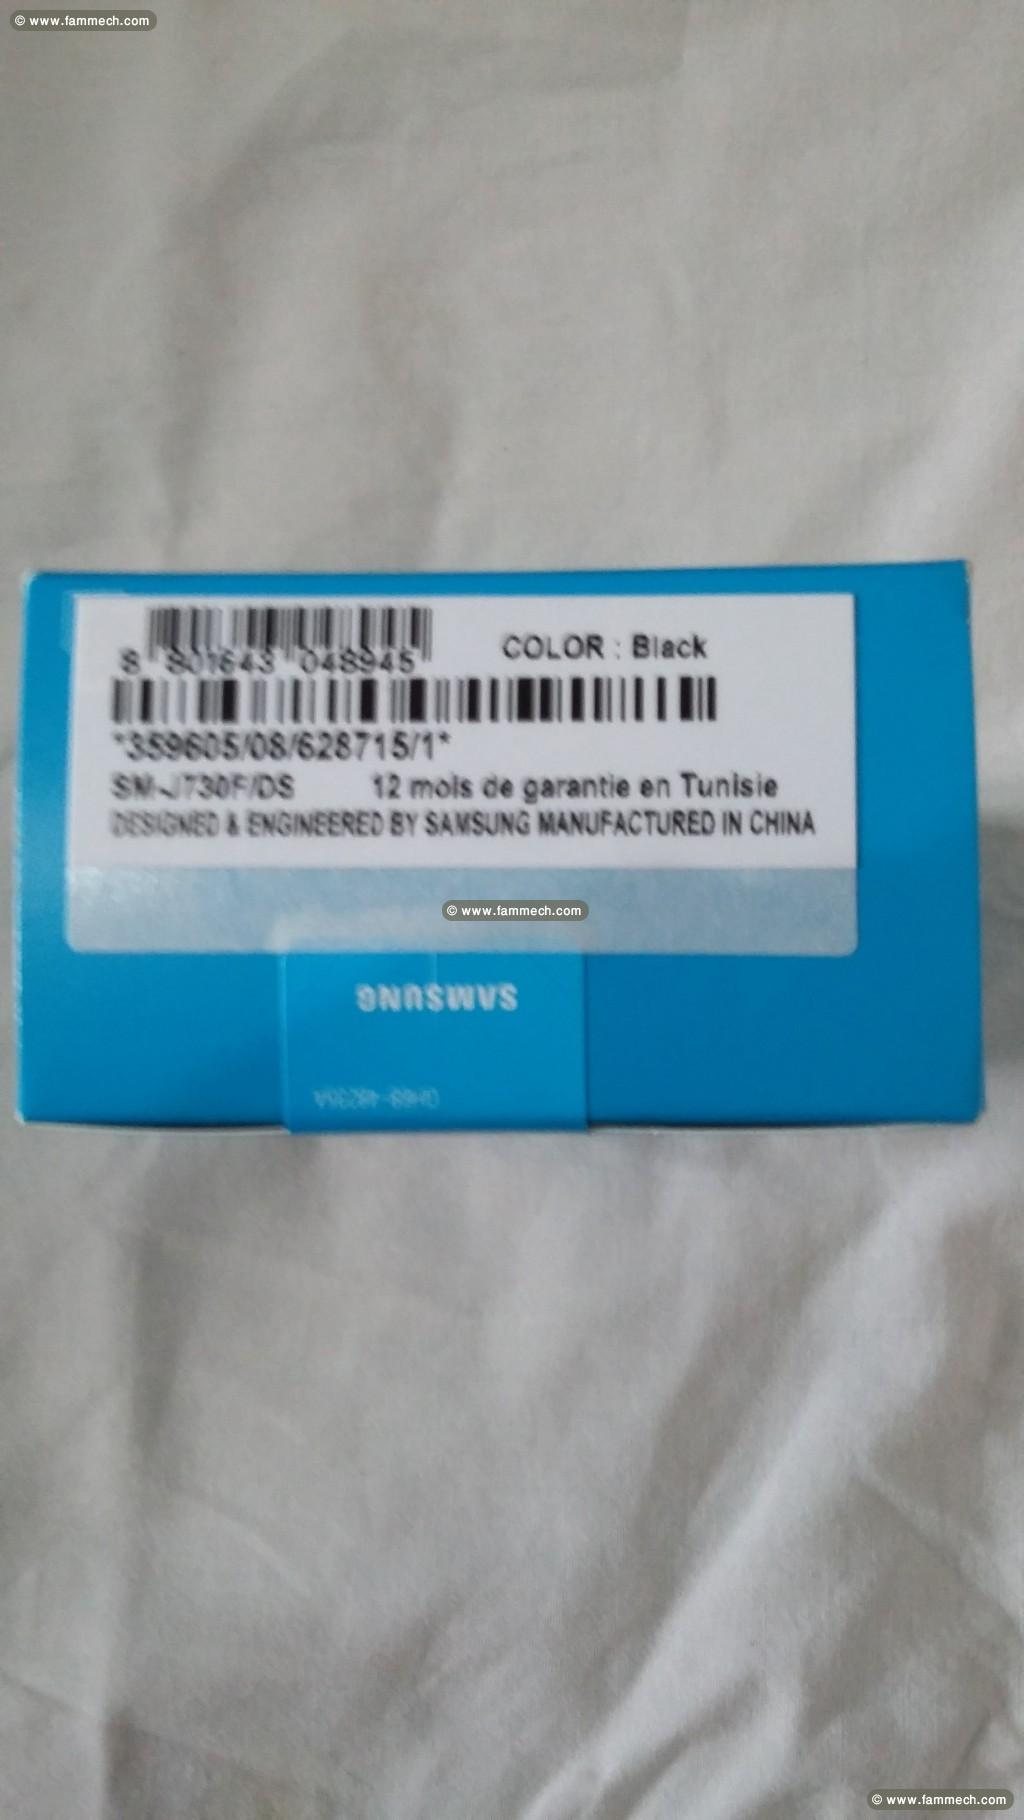 © www.fammech.com
8 801643 048945
COLOR : Black
*359605/08/628715/1*
SM-J730F/DS 12 mois de garantie en Tunisie
DESIGNED & ENGINEERED BY SAMSUNG MANUFACTURED IN CHINA
© www.fammech.com
SAMSUNG
© www.fammech.com